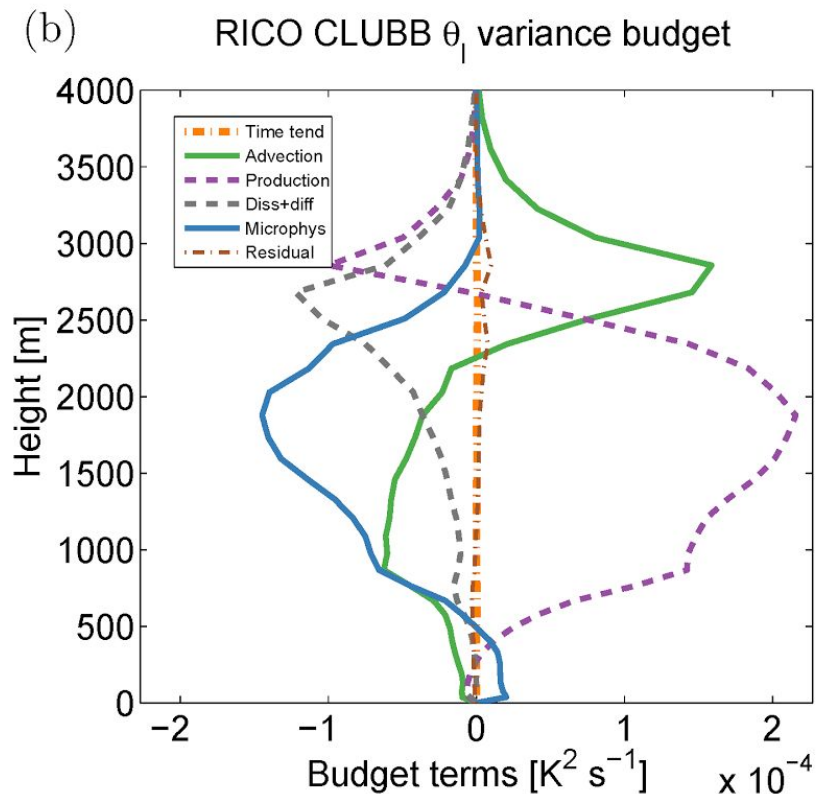 (b) RICO CLUBB θ_l variance budget
4000
3500
3000
2500
2000
1500
1000
500
0
Height [m]
Time tend
Advection
Production
Diss+diff
Microphys
Residual
−2 −1 0 1 2
Budget terms [K² s⁻¹] x 10⁻⁴